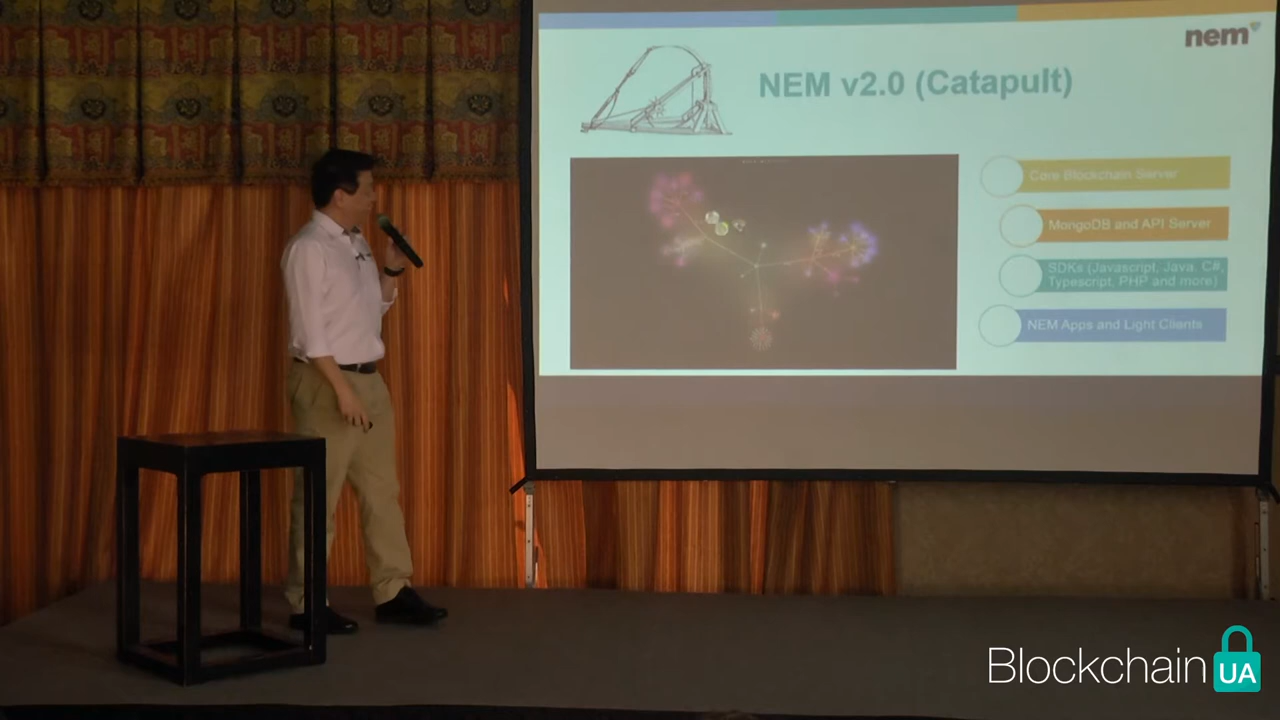 nem
NEM v2.0 (Catapult)
Core Blockchain Server
MongoDB and API Server
SDKs (Javascript, Java, C#,
Typescript, PHP and more)
NEM Apps and Light Clients
Blockchain
UA